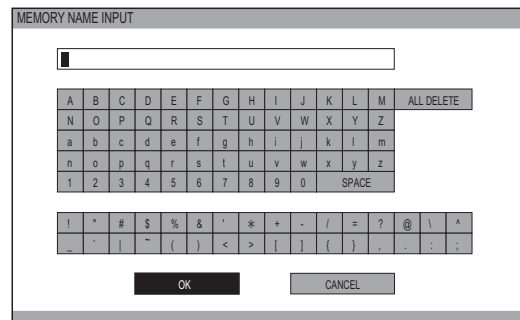 MEMORY NAME INPUT
A B C D E F G H I J K L M ALL DELETE
N O P Q R S T U V W X Y Z
a b c d e f g h i j k l m
n o p q r s t u v w x y z
1 2 3 4 5 6 7 8 9 0 SPACE
! " # $ % & ' * + - / = ? @ \ ^
_ ` | ~ ( ) < > [ ] { } , . : ;
OK CANCEL